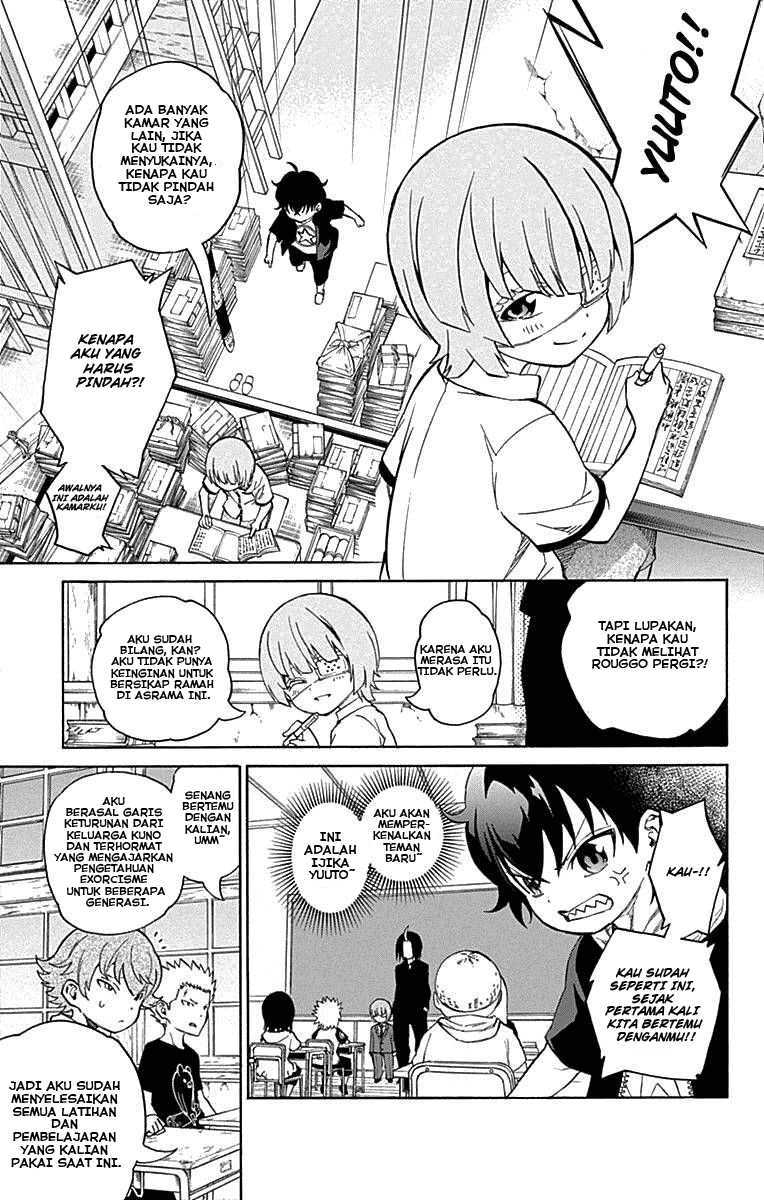 YUUTO!!
ADA BANYAK
KAMAR YANG
LAIN, JIKA
KAU TIDAK
MENYUKAINYA,
KENAPA KAU
TIDAK PINDAH
SAJA?
KENAPA
AKU YANG
HARUS
PINDAH?!
AWALNYA
INI ADALAH
KAMARKU!
TAPI LUPAKAN,
KENAPA KAU
TIDAK MELIHAT
ROUGGO PERGI?!
KARENA AKU
MERASA ITU
TIDAK PERLU.
AKU SUDAH
BILANG, KAN?
AKU TIDAK PUNYA
KEINGINAN UNTUK
BERSIKAP RAMAH
DI ASRAMA INI.
KAU-!!
KAU SUDAH
SEPERTI INI,
SEJAK
PERTAMA KALI
KITA BERTEMU
DENGANMU!!
AKU AKAN
MEMPER-
KENALKAN
TEMAN
BARU~
INI
ADALAH
IJIKA
YUUTO~
SENANG
BERTEMU
DENGAN
KALIAN,
UMM~
AKU
BERASAL GARIS
KETURUNAN DARI
KELUARGA KUNO
DAN TERHORMAT
YANG MENGAJARKAN
PENGETAHUAN
EXORCISME
UNTUK BEBERAPA
GENERASI.
JADI AKU SUDAH
MENYELESAIKAN
SEMUA LATIHAN
DAN
PEMBELAJARAN
YANG KALIAN
PAKAI SAAT INI.